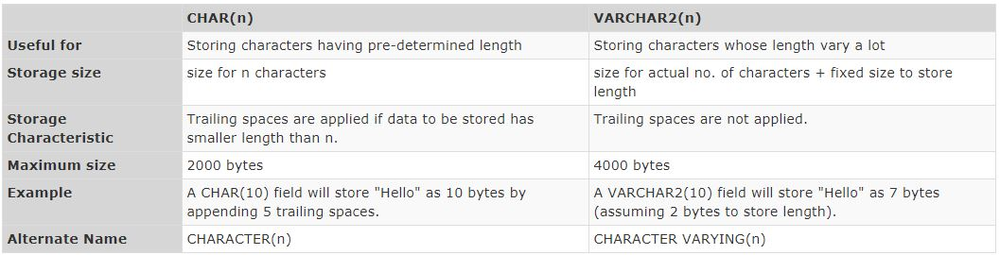 CHAR(n) VARCHAR2(n)
Useful for Storing characters having pre-determined length Storing characters whose length vary a lot
Storage size size for n characters size for actual no. of characters + fixed size to store
length
Storage Trailing spaces are applied if data to be stored has Trailing spaces are not applied.
Characteristic smaller length than n.
Maximum size 2000 bytes 4000 bytes
Example A CHAR(10) field will store "Hello" as 10 bytes by A VARCHAR2(10) field will store "Hello" as 7 bytes
appending 5 trailing spaces. (assuming 2 bytes to store length).
Alternate Name CHARACTER(n) CHARACTER VARYING(n)